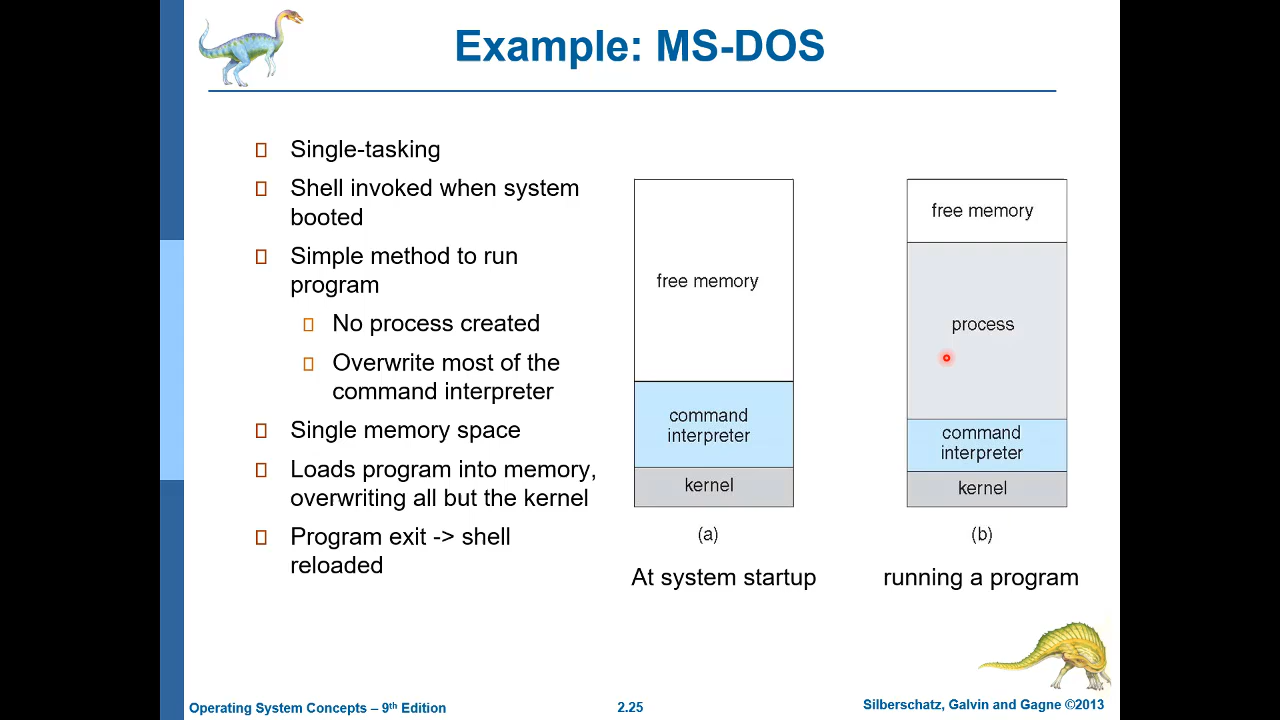 Example: MS-DOS
Single-tasking
Shell invoked when system
booted
Simple method to run
program
No process created
Overwrite most of the
command interpreter
Single memory space
Loads program into memory,
overwriting all but the kernel
Program exit -> shell
reloaded
free memory
command
interpreter
kernel
(a)
At system startup
free memory
process
command
interpreter
kernel
(b)
running a program
Operating System Concepts – 9th Edition
2.25
Silberschatz, Galvin and Gagne ©2013